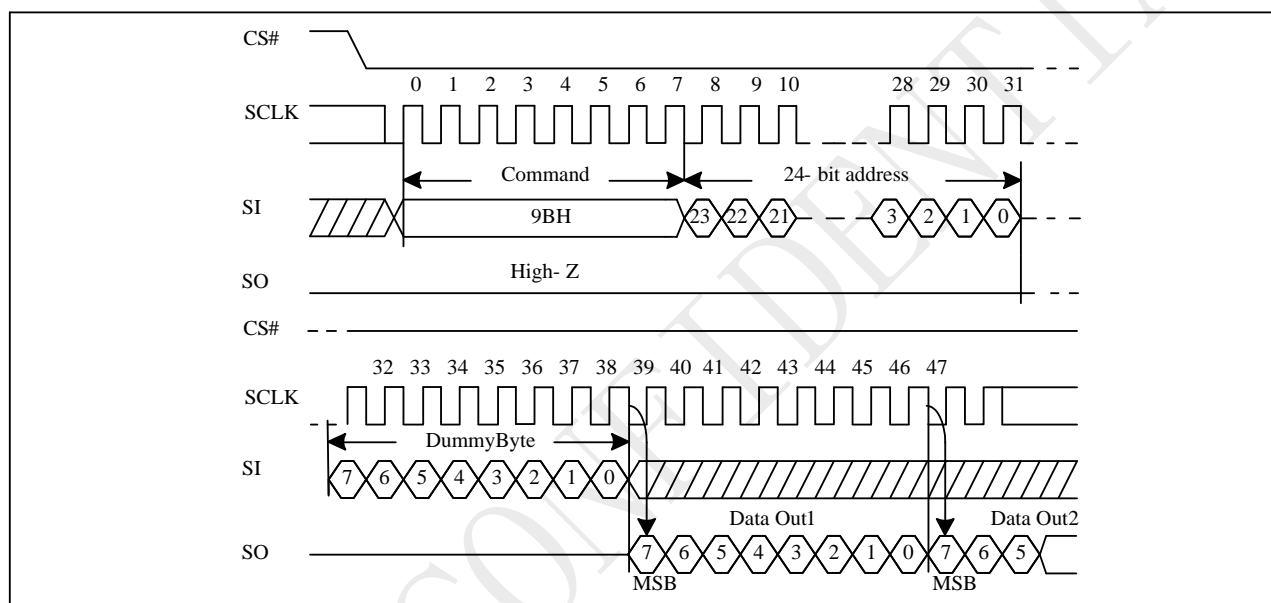 CS#
0 1 2 3 4 5 6 7 8 9 10 28 29 30 31
SCLK
Command 24- bit address
SI 9BH 23 22 21 3 2 1 0
SO High- Z
CS#
32 33 34 35 36 37 38 39 40 41 42 43 44 45 46 47
SCLK
DummyByte
SI 7 6 5 4 3 2 1 0
Data Out1 Data Out2
SO 7 6 5 4 3 2 1 0 7 6 5
MSB MSB